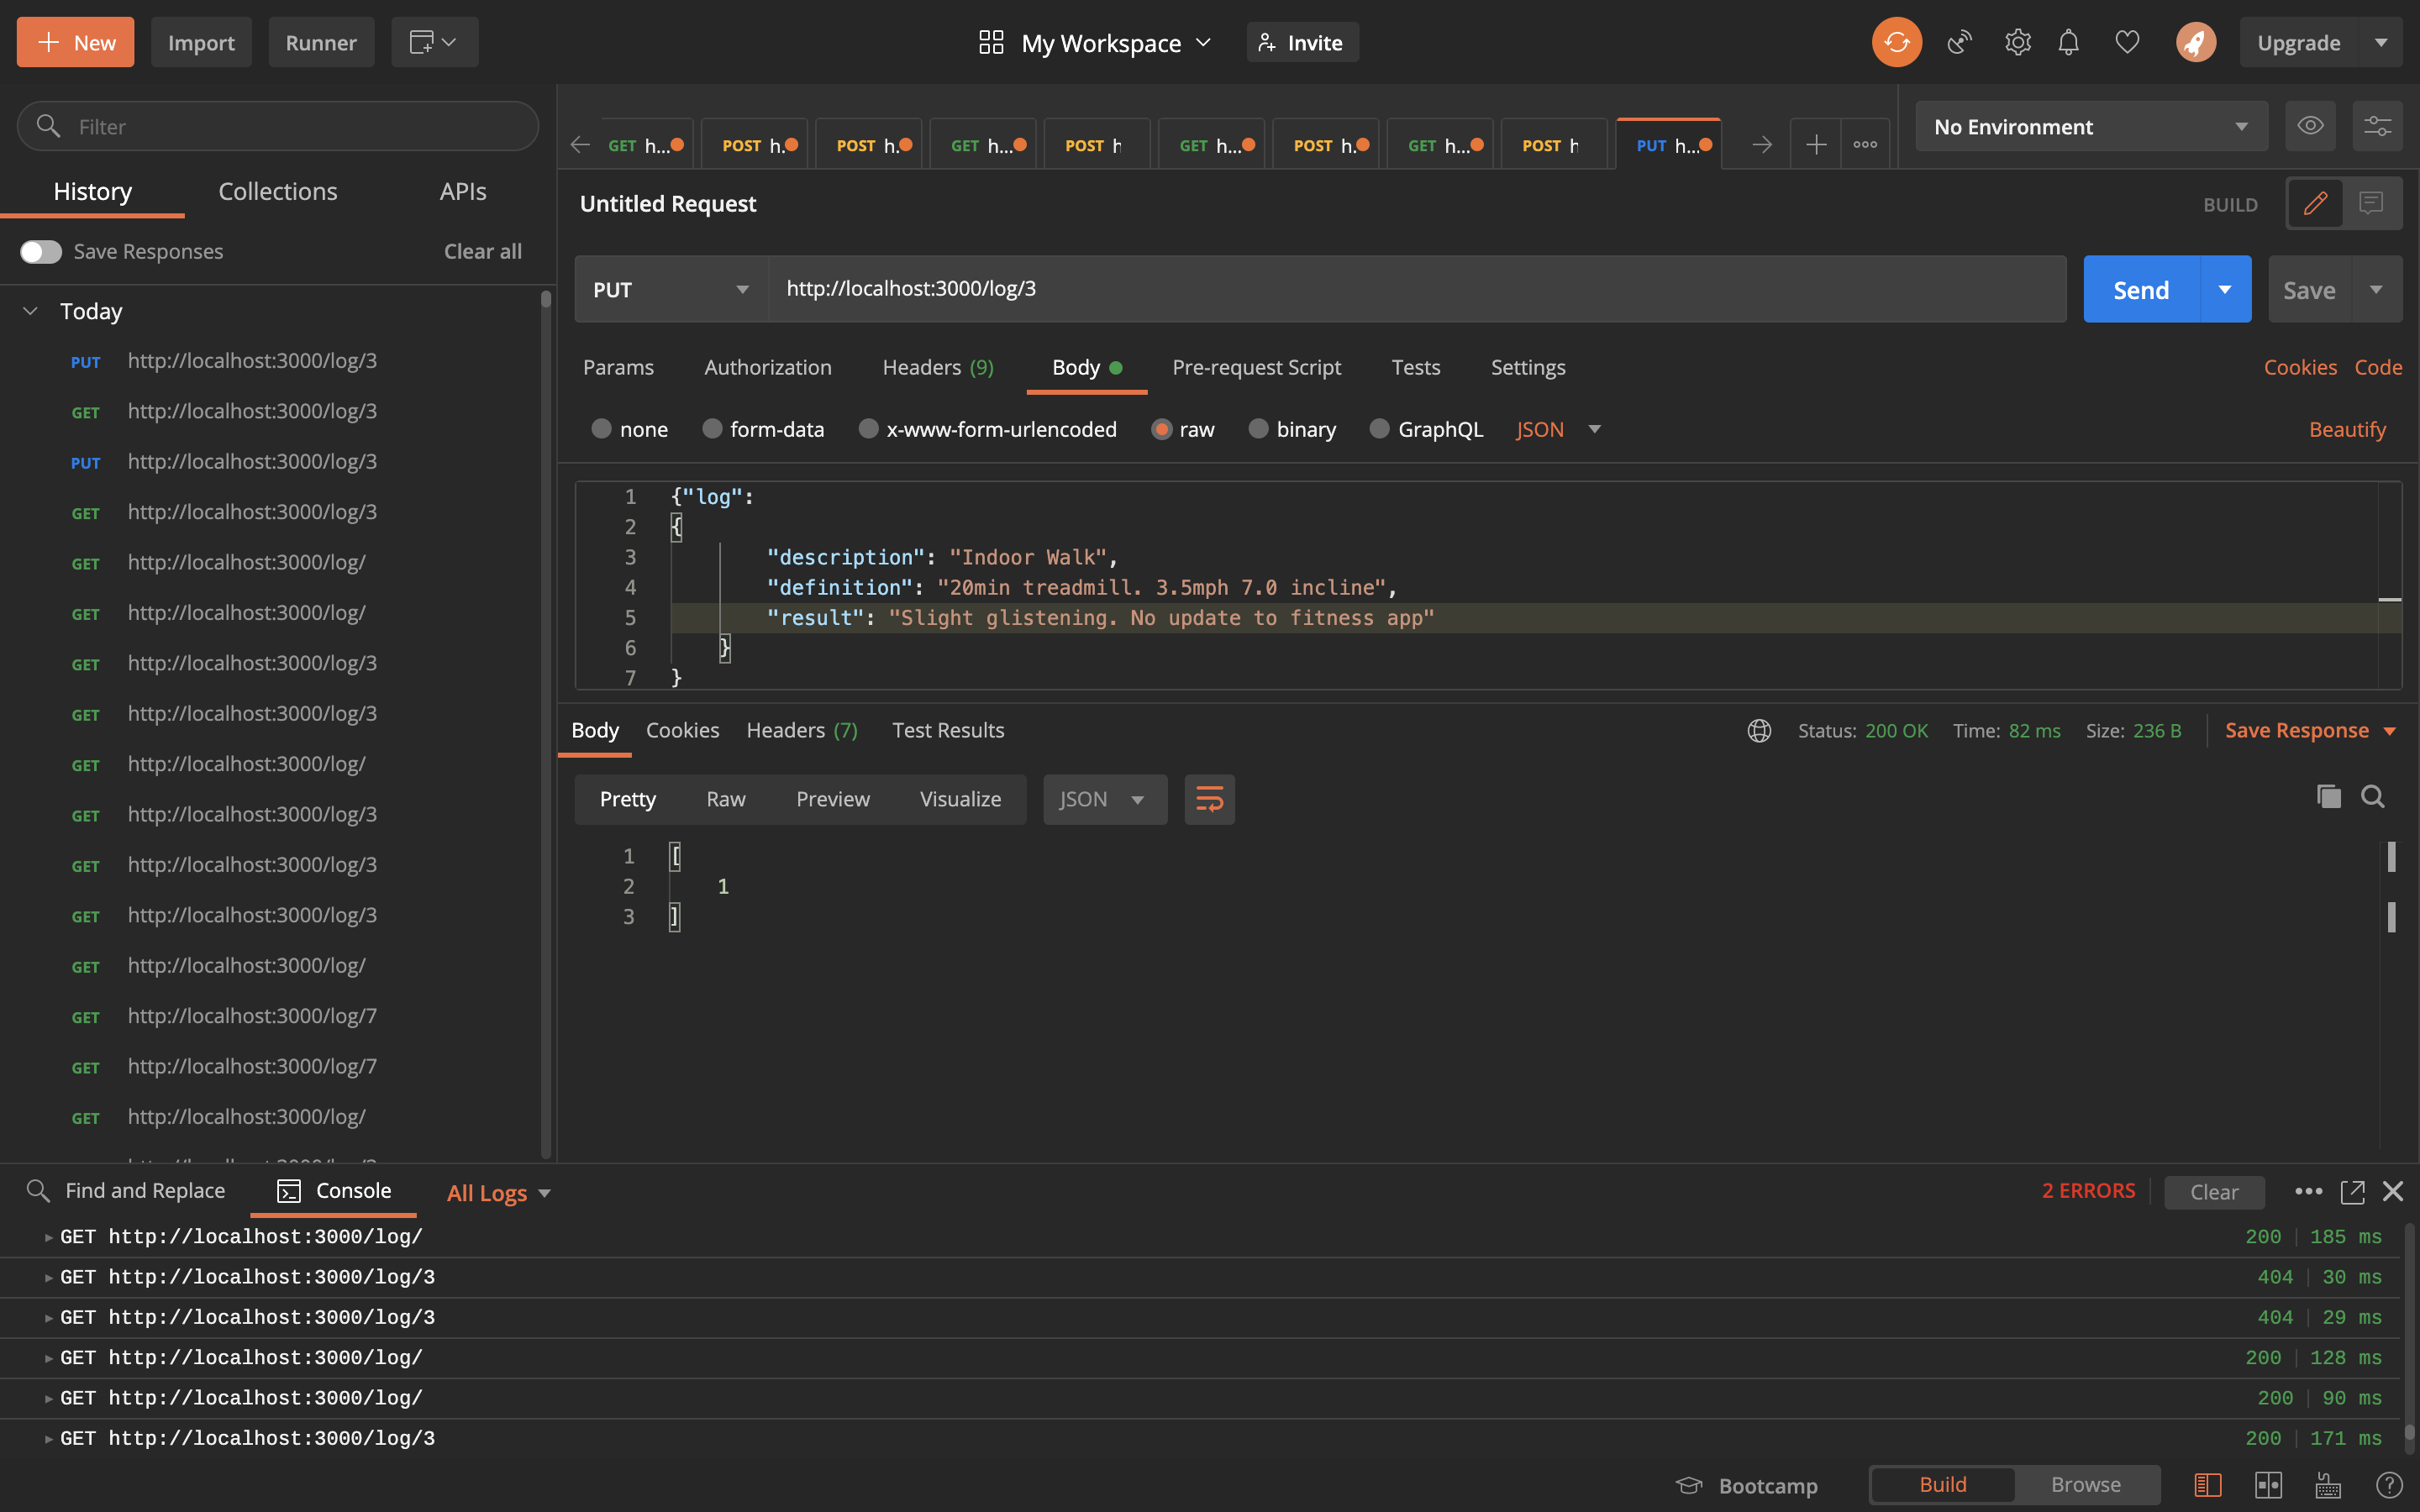 New Import Runner My Workspace Invite Upgrade
Filter
History Collections APIs
Save Responses Clear all
Today
PUT http://localhost:3000/log/3
GET http://localhost:3000/log/3
PUT http://localhost:3000/log/3
GET http://localhost:3000/log/3
GET http://localhost:3000/log/
GET http://localhost:3000/log/
GET http://localhost:3000/log/3
GET http://localhost:3000/log/3
GET http://localhost:3000/log/
GET http://localhost:3000/log/3
GET http://localhost:3000/log/3
GET http://localhost:3000/log/3
GET http://localhost:3000/log/
GET http://localhost:3000/log/7
GET http://localhost:3000/log/7
GET http://localhost:3000/log/
GET h... POST h. POST h. GET h... POST h GET h... POST h. GET h... POST h PUT h... No Environment
Untitled Request BUILD
PUT http://localhost:3000/log/3 Send Save
Params Authorization Headers (9) Body Pre-request Script Tests Settings Cookies Code
none form-data x-www-form-urlencoded raw binary GraphQL JSON Beautify
1 {"log":
2 {
3 "description": "Indoor Walk",
4 "definition": "20min treadmill. 3.5mph 7.0 incline",
5 "result": "Slight glistening. No update to fitness app"
6 }
7 }
Body Cookies Headers (7) Test Results Status: 200 OK Time: 82 ms Size: 236 B Save Response
Pretty Raw Preview Visualize JSON
1 [
2 1
3 ]
Find and Replace Console All Logs 2 ERRORS Clear
GET http://localhost:3000/log/ 200 185 ms
GET http://localhost:3000/log/3 404 30 ms
GET http://localhost:3000/log/3 404 29 ms
GET http://localhost:3000/log/ 200 128 ms
GET http://localhost:3000/log/ 200 90 ms
GET http://localhost:3000/log/3 200 171 ms
Bootcamp Build Browse